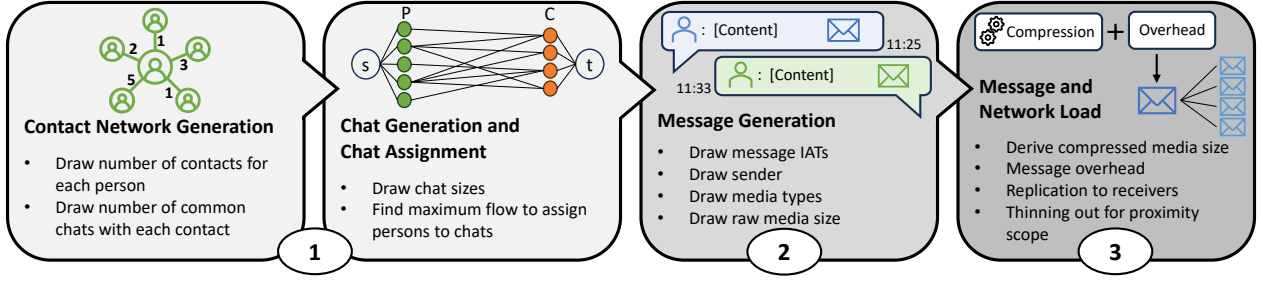 1
2
3
5
1
Contact Network Generation
• Draw number of contacts for
each person
• Draw number of common
chats with each contact
P
C
s
t
Chat Generation and
Chat Assignment
• Draw chat sizes
• Find maximum flow to assign
persons to chats
1
: [Content]
11:25
: [Content]
11:33
Message Generation
• Draw message IATs
• Draw sender
• Draw media types
• Draw raw media size
2
Compression + Overhead
Message and
Network Load
• Derive compressed media size
• Message overhead
• Replication to receivers
• Thinning out for proximity
scope
3